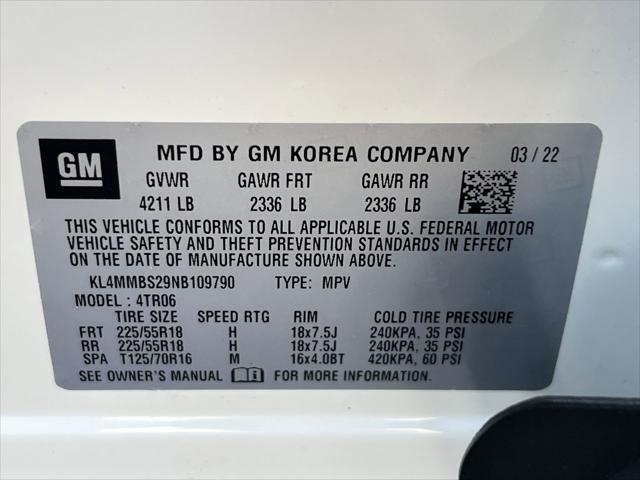 GM MFD BY GM KOREA COMPANY 03 / 22
GVWR GAWR FRT GAWR RR
4211 LB 2336 LB 2336 LB
THIS VEHICLE CONFORMS TO ALL APPLICABLE U.S. FEDERAL MOTOR
VEHICLE SAFETY AND THEFT PREVENTION STANDARDS IN EFFECT
ON THE DATE OF MANUFACTURE SHOWN ABOVE.
KL4MMBS29NB109790 TYPE: MPV
MODEL : 4TR06
TIRE SIZE SPEED RTG RIM COLD TIRE PRESSURE
FRT 225/55R18 H 18x7.5J 240KPA, 35 PSI
RR 225/55R18 H 18x7.5J 240KPA, 35 PSI
SPA T125/70R16 M 16x4.0BT 420KPA, 60 PSI
SEE OWNER'S MANUAL FOR MORE INFORMATION.